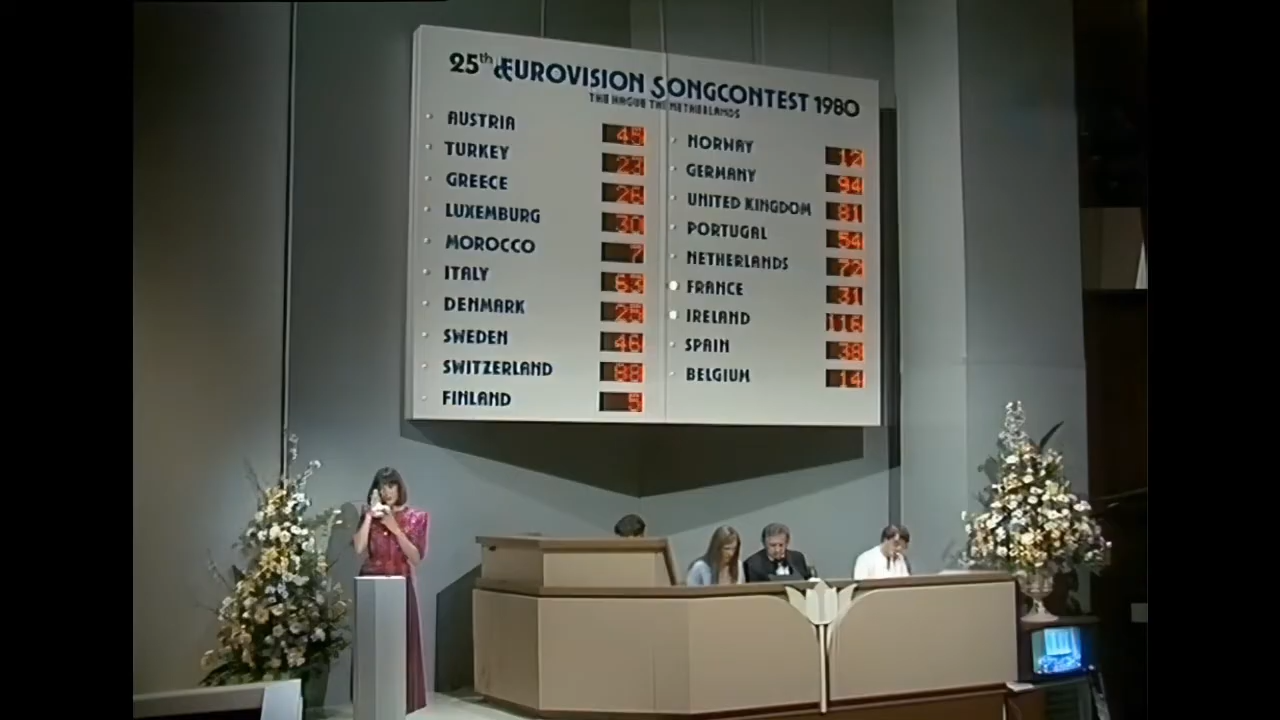 25th EUROVISION SONGCONTEST 1980
THE HAGUE THE NETHERLANDS
AUSTRIA 45
TURKEY 23
GREECE 26
LUXEMBURG 30
MOROCCO 7
ITALY 63
DENMARK 25
SWEDEN 46
SWITZERLAND 88
FINLAND 5
NORWAY 12
GERMANY 94
UNITED KINGDOM 81
PORTUGAL 54
NETHERLANDS 72
FRANCE 31
IRELAND 116
SPAIN 38
BELGIUM 14